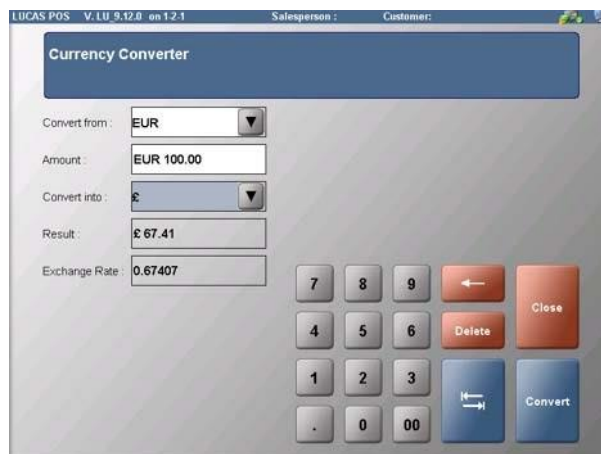 LUCAS POS V. LU_9.12.0 on 1-2-1 Salesperson : Customer:
Currency Converter
Convert from : EUR
Amount : EUR 100.00
Convert into : £
Result : £ 67.41
Exchange Rate : 0.67407
7 8 9
Close
4 5 6 Delete
1 2 3
Convert
. 0 00